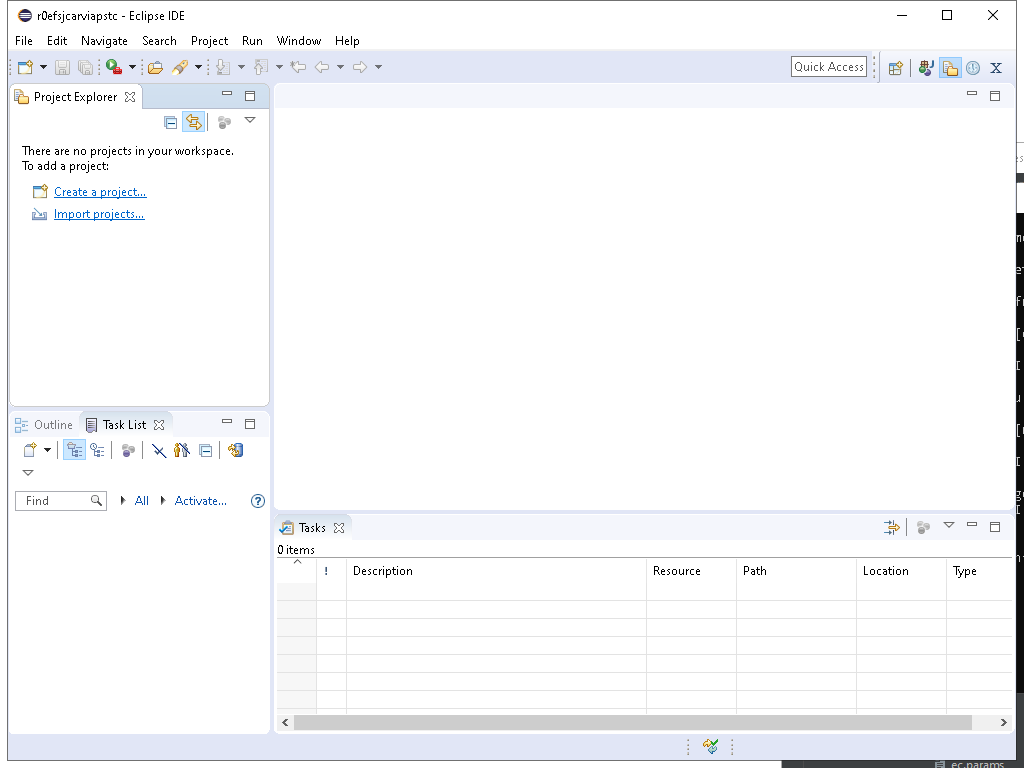 r0efsjcarviapstc - Eclipse IDE
File Edit Navigate Search Project Run Window Help
Quick Access
Project Explorer
There are no projects in your workspace.
To add a project:
Create a project...
Import projects...
Outline Task List
Find All Activate...
Tasks
0 items
! Description Resource Path Location Type
ec.params